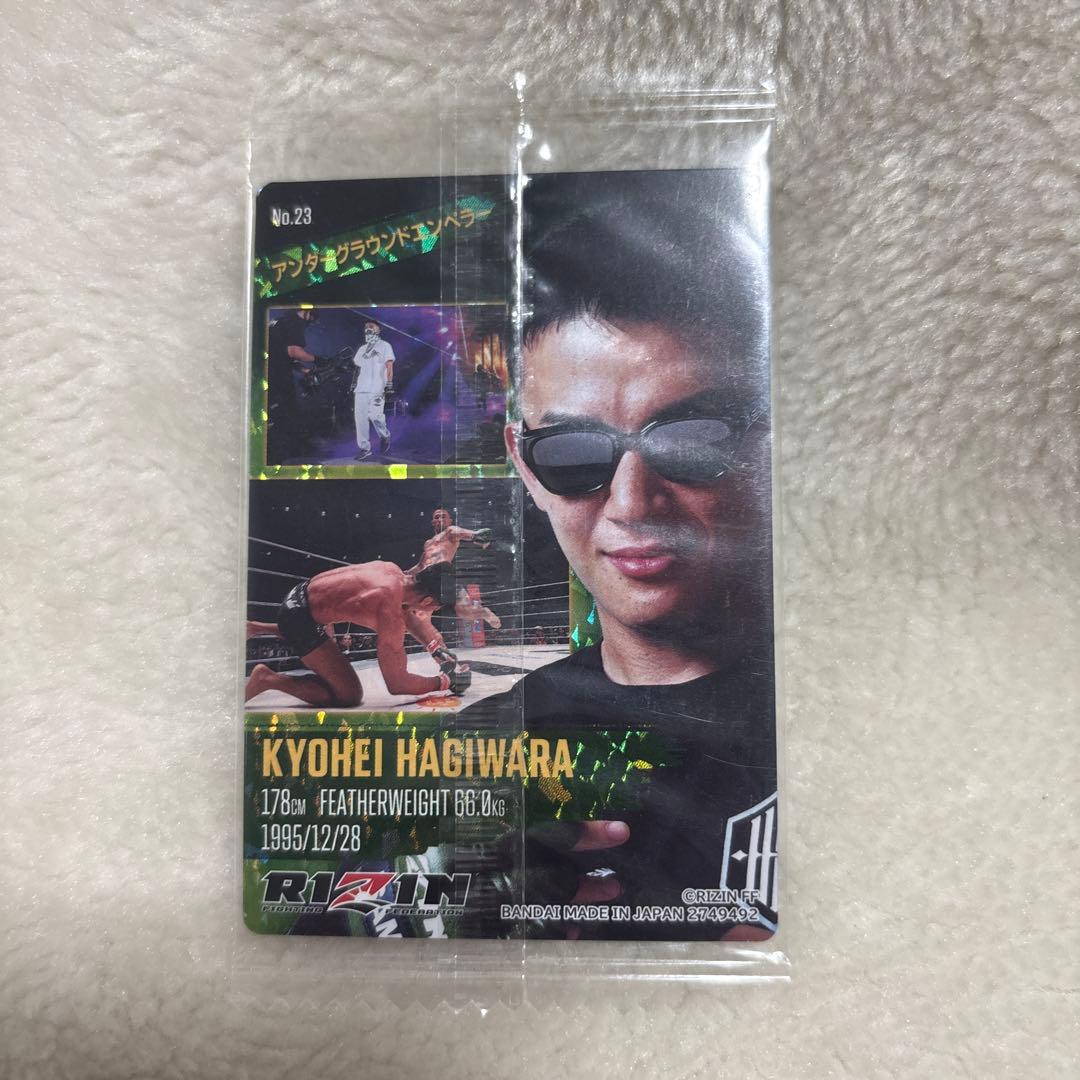 No.23
アンダーグラウンドエンペラー
KYOHEI HAGIWARA
178CM FEATHERWEIGHT 66.0KG
1995/12/28
RIZIN
FIGHTING FEDERATION
©RIZIN FF
BANDAI MADE IN JAPAN 2749492